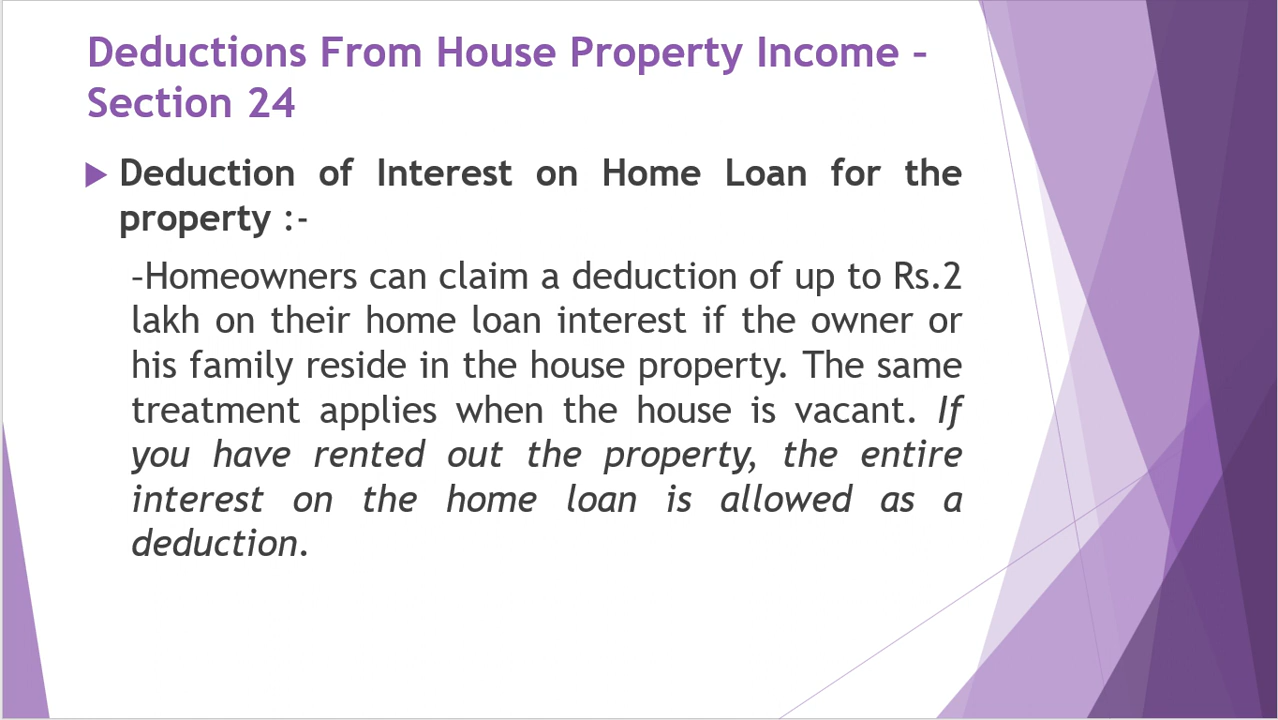 Deductions From House Property Income –
Section 24
Deduction of Interest on Home Loan for the
property :-
–Homeowners can claim a deduction of up to Rs.2
lakh on their home loan interest if the owner or
his family reside in the house property. The same
treatment applies when the house is vacant. If
you have rented out the property, the entire
interest on the home loan is allowed as a
deduction.